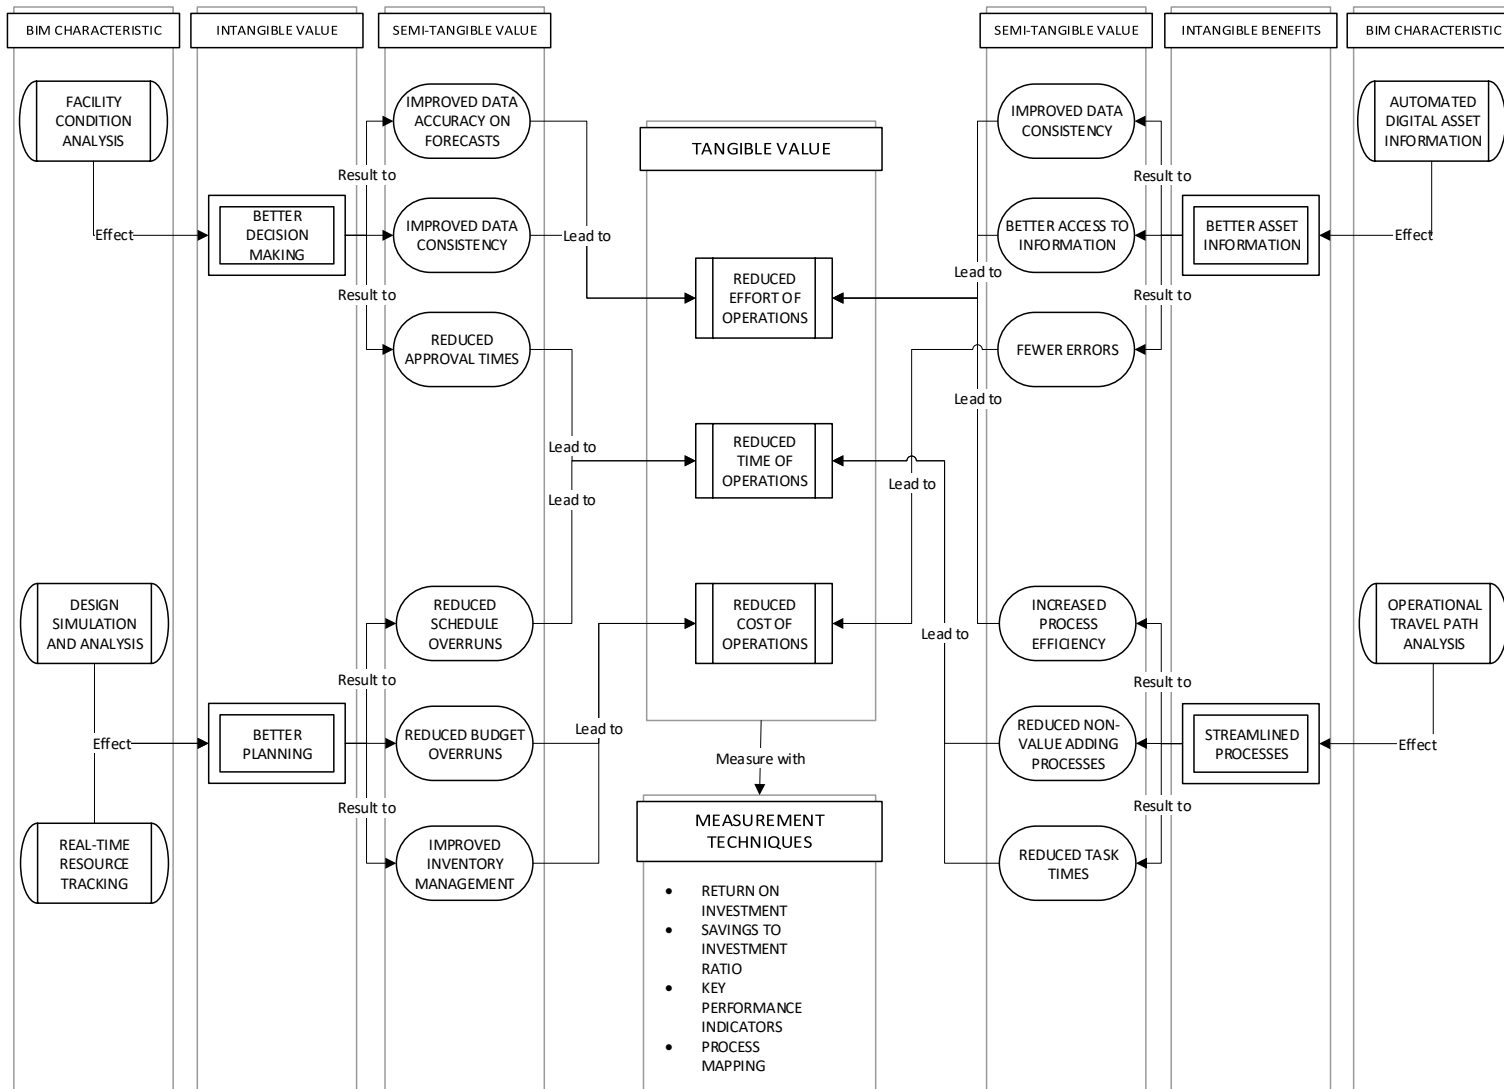 BIM CHARACTERISTIC
INTANGIBLE VALUE
SEMI-TANGIBLE VALUE
SEMI-TANGIBLE VALUE
INTANGIBLE BENEFITS
BIM CHARACTERISTIC
FACILITY
CONDITION
ANALYSIS
Effect
BETTER
DECISION
MAKING
Result to
Result to
IMPROVED DATA
ACCURACY ON
FORECASTS
IMPROVED DATA
CONSISTENCY
REDUCED
APPROVAL TIMES
Lead to
Lead to
Lead to
DESIGN
SIMULATION
AND ANALYSIS
Effect
REAL-TIME
RESOURCE
TRACKING
BETTER
PLANNING
Result to
Result to
REDUCED
SCHEDULE
OVERRUNS
REDUCED BUDGET
OVERRUNS
IMPROVED
INVENTORY
MANAGEMENT
Lead to
TANGIBLE VALUE
REDUCED
EFFORT OF
OPERATIONS
REDUCED
TIME OF
OPERATIONS
REDUCED
COST OF
OPERATIONS
Measure with
MEASUREMENT
TECHNIQUES
• RETURN ON
INVESTMENT
• SAVINGS TO
INVESTMENT
RATIO
• KEY
PERFORMANCE
INDICATORS
• PROCESS
MAPPING
Lead to
Lead to
Lead to
Lead to
IMPROVED DATA
CONSISTENCY
BETTER ACCESS TO
INFORMATION
FEWER ERRORS
Result to
Result to
BETTER ASSET
INFORMATION
Effect
AUTOMATED
DIGITAL ASSET
INFORMATION
INCREASED
PROCESS
EFFICIENCY
REDUCED NON-
VALUE ADDING
PROCESSES
REDUCED TASK
TIMES
Result to
Result to
STREAMLINED
PROCESSES
Effect
OPERATIONAL
TRAVEL PATH
ANALYSIS